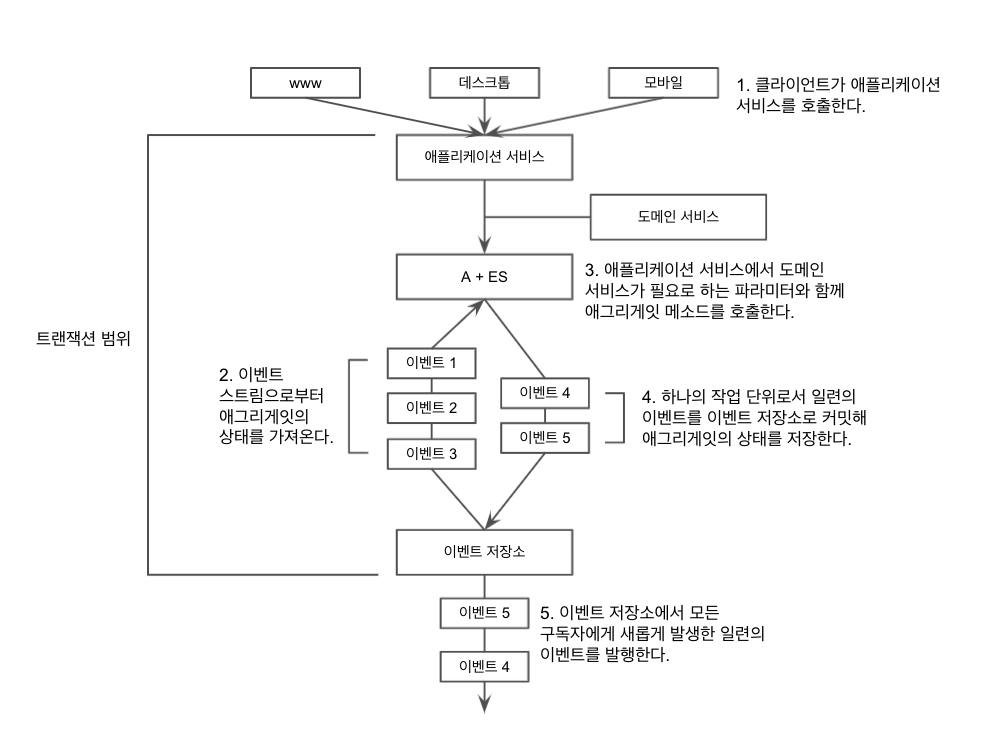 www
데스크톱
모바일
1. 클라이언트가 애플리케이션
서비스를 호출한다.
애플리케이션 서비스
도메인 서비스
A + ES
3. 애플리케이션 서비스에서 도메인
서비스가 필요로 하는 파라미터와 함께
애그리게잇 메소드를 호출한다.
트랜잭션 범위
2. 이벤트
스트림으로부터
애그리게잇의
상태를 가져온다.
이벤트 1
이벤트 2
이벤트 3
이벤트 4
이벤트 5
4. 하나의 작업 단위로서 일련의
이벤트를 이벤트 저장소로 커밋해
애그리게잇의 상태를 저장한다.
이벤트 저장소
이벤트 5
이벤트 4
5. 이벤트 저장소에서 모든
구독자에게 새롭게 발생한 일련의
이벤트를 발행한다.